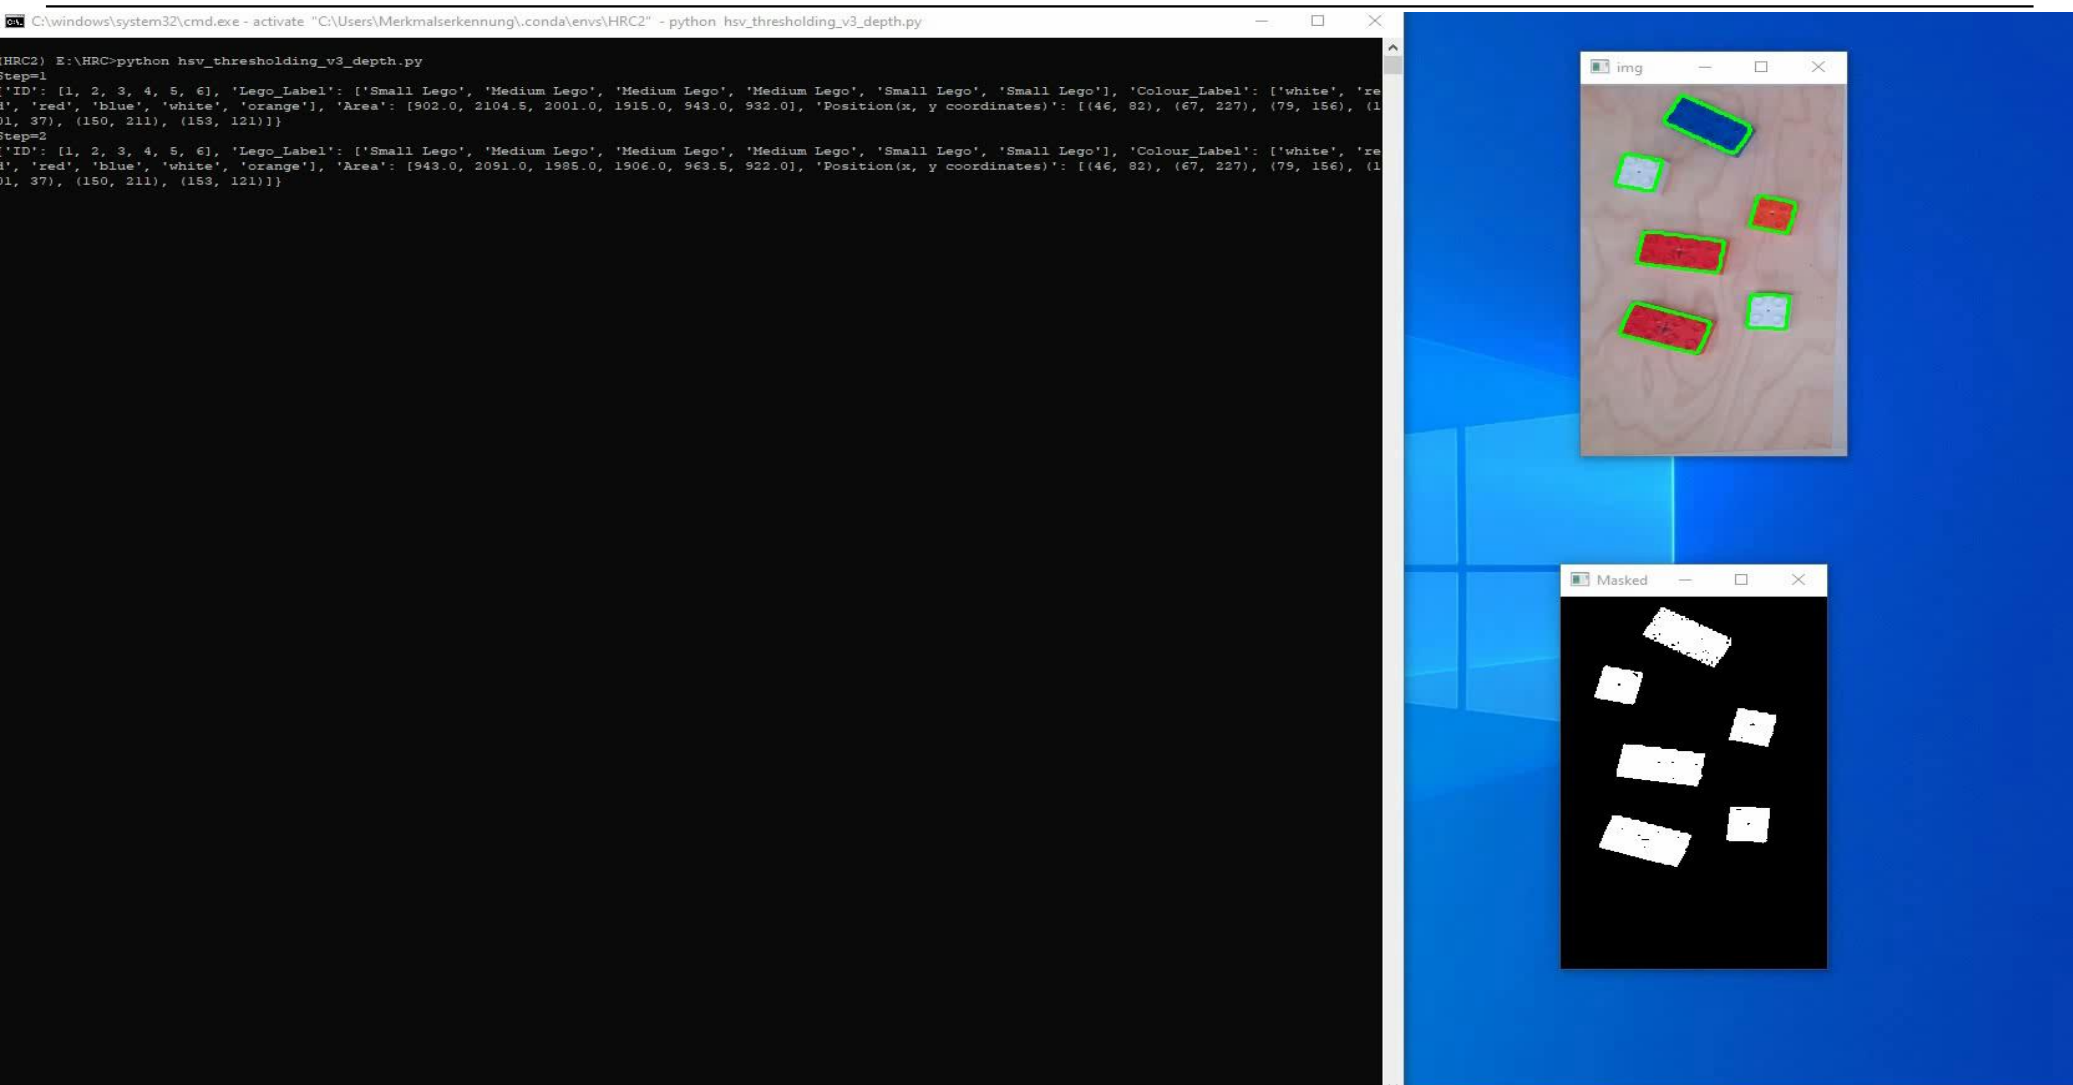 C:\windows\system32\cmd.exe - activate "C:\Users\Merkmalserkennung\.conda\envs\HRC2" - python hsv_thresholding_v3_depth.py
HRC2) E:\HRC>python hsv_thresholding_v3_depth.py
Step=1
'ID': [1, 2, 3, 4, 5, 6], 'Lego_Label': ['Small Lego', 'Medium Lego', 'Medium Lego', 'Medium Lego', 'Small Lego', 'Small Lego'], 'Colour_Label': ['white', 're
d', 'red', 'blue', 'white', 'orange'], 'Area': [902.0, 2104.5, 2001.0, 1915.0, 943.0, 932.0], 'Position(x, y coordinates)': [(46, 82), (67, 227), (79, 156), (1
01, 37), (150, 211), (153, 121)]}
Step=2
'ID': [1, 2, 3, 4, 5, 6], 'Lego_Label': ['Small Lego', 'Medium Lego', 'Medium Lego', 'Medium Lego', 'Small Lego', 'Small Lego'], 'Colour_Label': ['white', 're
d', 'red', 'blue', 'white', 'orange'], 'Area': [943.0, 2091.0, 1985.0, 1906.0, 963.5, 922.0], 'Position(x, y coordinates)': [(46, 82), (67, 227), (79, 156), (1
01, 37), (150, 211), (153, 121)]}
img
Masked